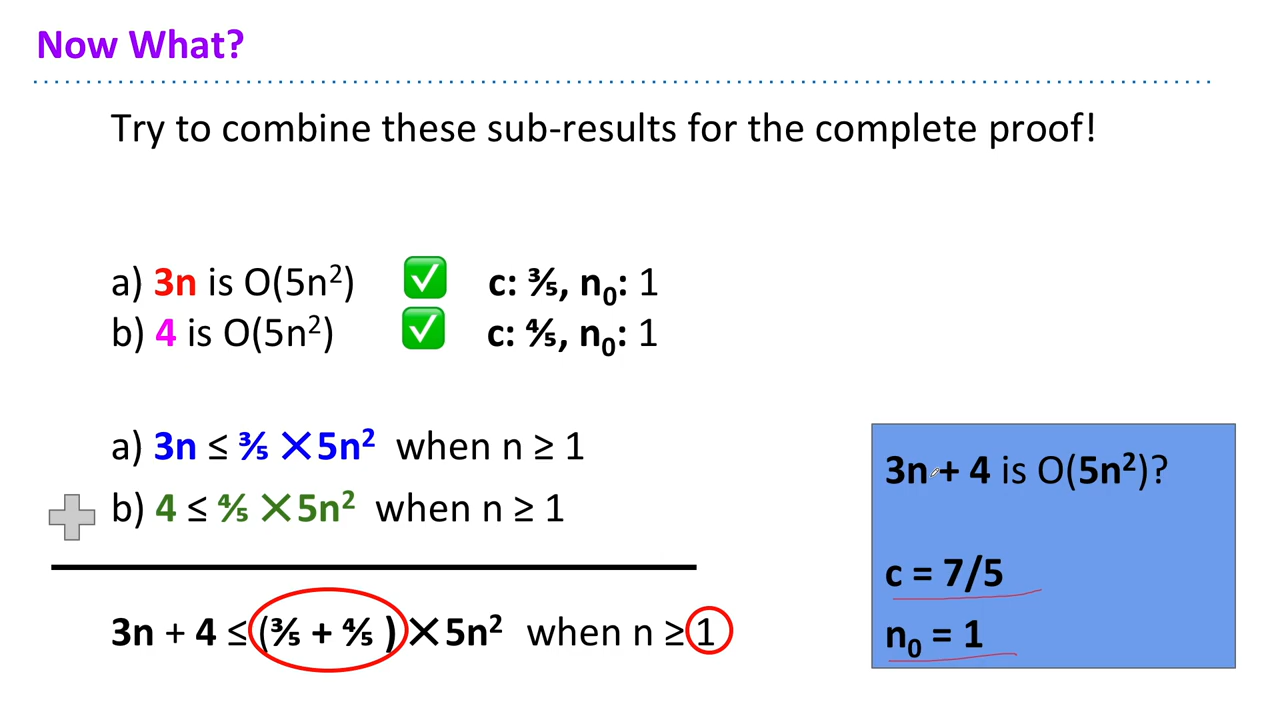 Now What?
Try to combine these sub-results for the complete proof!
a) 3n is O(5n²) ✅ c: ⅗, n₀: 1
b) 4 is O(5n²) ✅ c: ⅘, n₀: 1
a) 3n ≤ ⅗ ✕5n² when n ≥ 1
b) 4 ≤ ⅘ ✕5n² when n ≥ 1
3n + 4 ≤ (⅗ + ⅘ ) ✕5n² when n ≥ 1
3n + 4 is O(5n²)?
c = 7/5
n₀ = 1